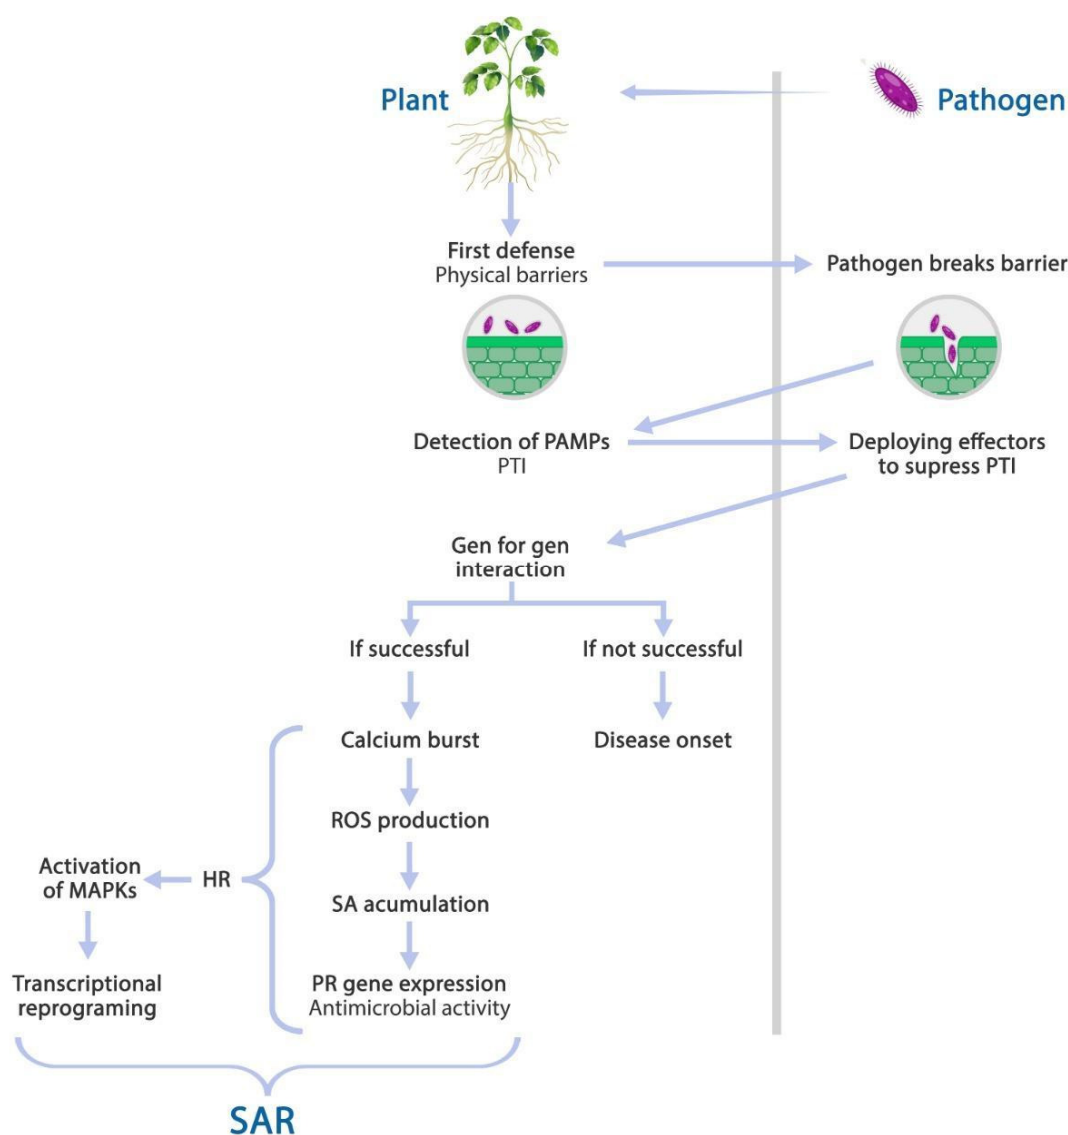 Plant
Pathogen
First defense
Physical barriers
Pathogen breaks barrier
Detection of PAMPs
PTI
Deploying effectors
to supress PTI
Gen for gen
interaction
If successful
If not successful
Calcium burst
Disease onset
ROS production
Activation
of MAPKs
HR
SA acumulation
Transcriptional
reprograming
PR gene expression
Antimicrobial activity
SAR